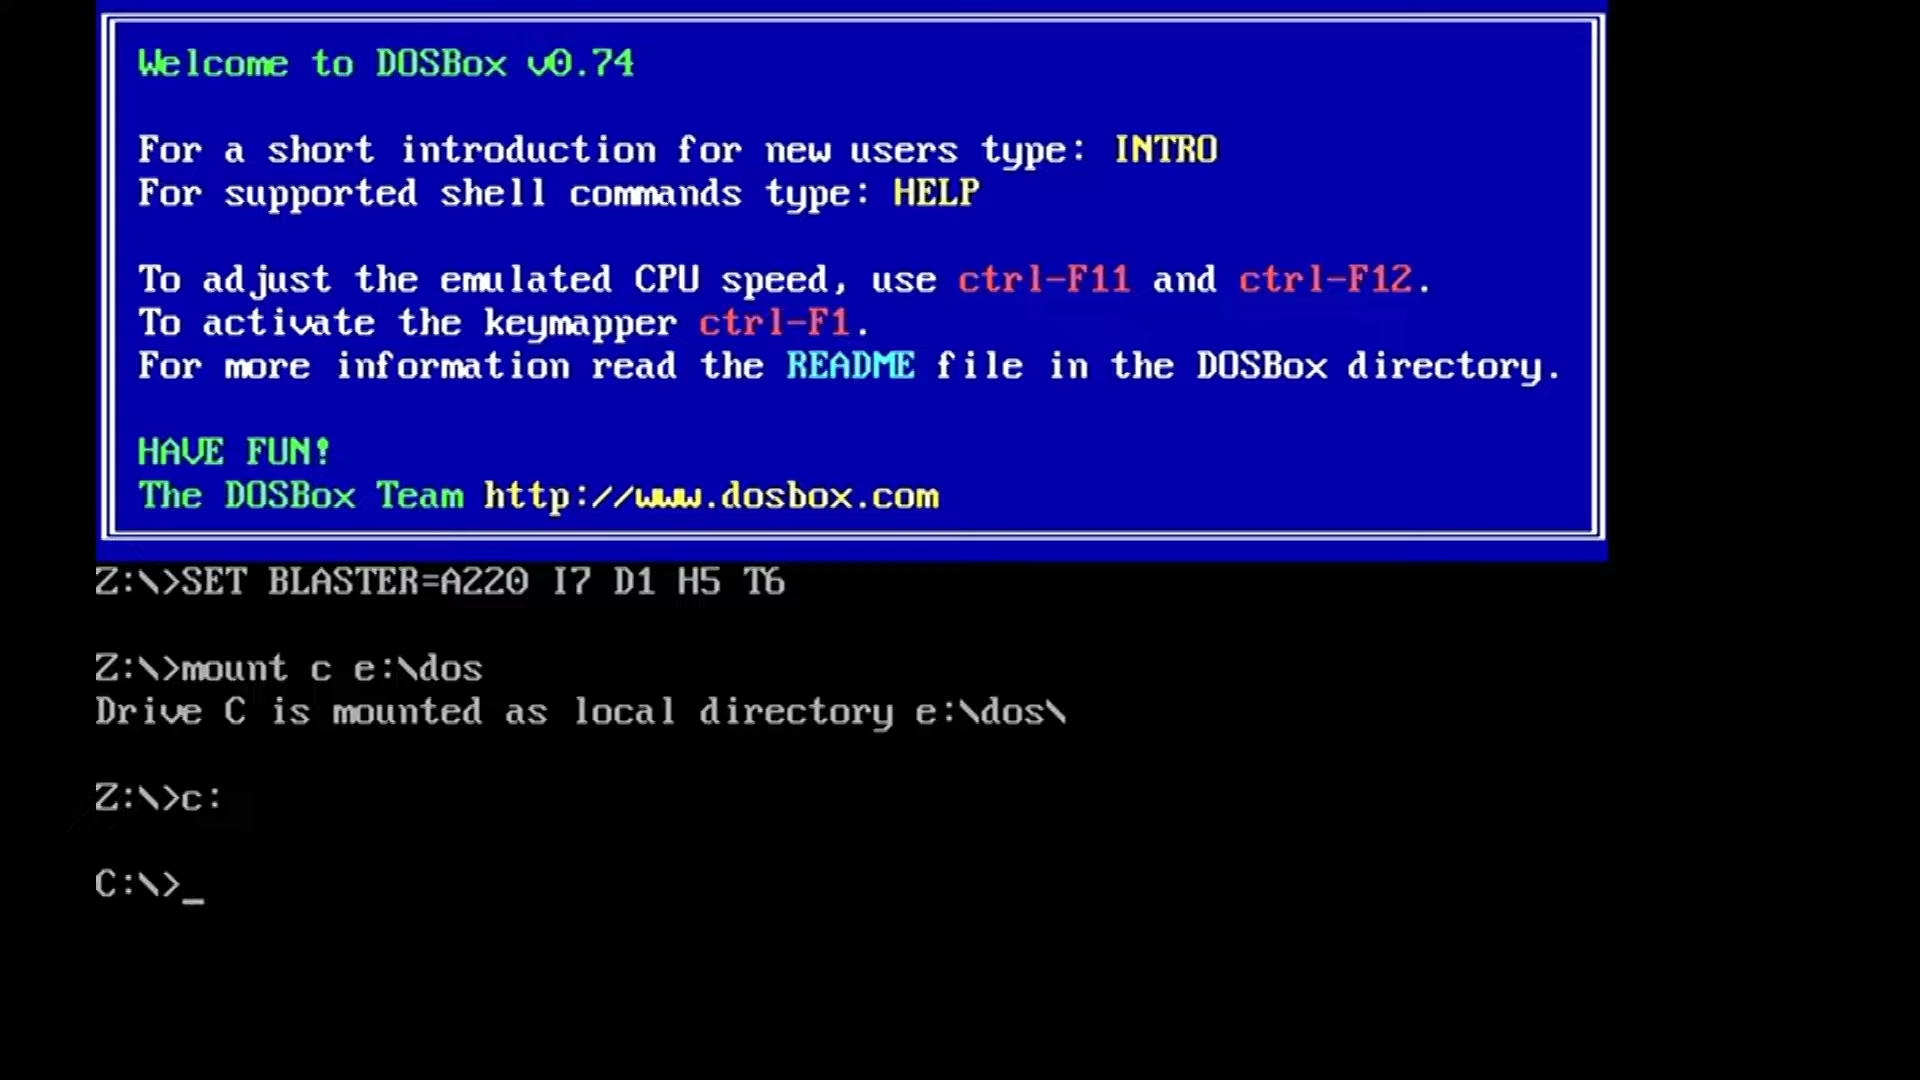 Welcome to DOSBox v0.74
For a short introduction for new users type: INTRO
For supported shell commands type: HELP
To adjust the emulated CPU speed, use ctrl-F11 and ctrl-F12.
To activate the keymapper ctrl-F1.
For more information read the README file in the DOSBox directory.
HAVE FUN!
The DOSBox Team http://www.dosbox.com
Z:\>SET BLASTER=A220 I7 D1 H5 T6
Z:\>mount c e:\dos
Drive C is mounted as local directory e:\dos\
Z:\>c:
C:\>_